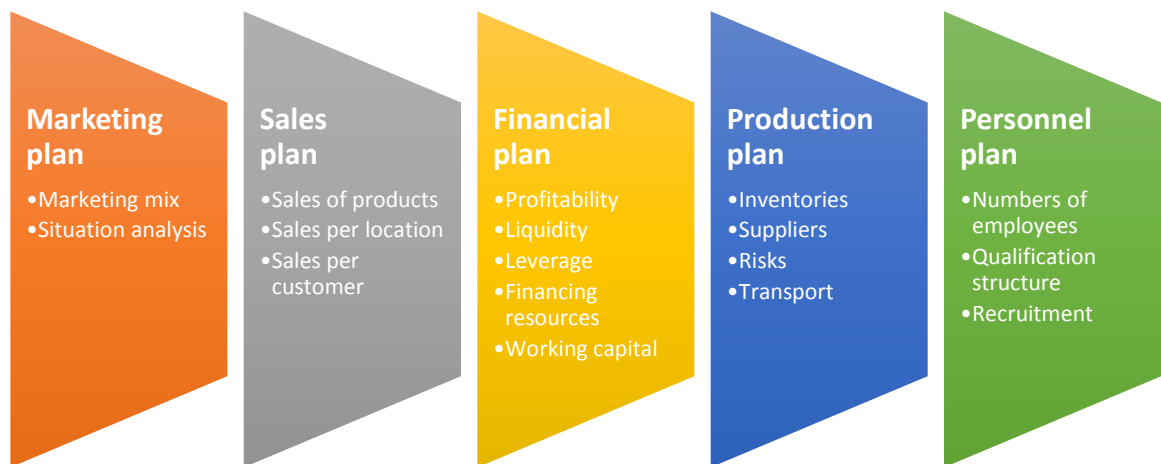 Marketing
plan
•Marketing mix
•Situation analysis
Sales
plan
•Sales of products
•Sales per location
•Sales per
customer
Financial
plan
•Profitability
•Liquidity
•Leverage
•Financing
resources
•Working capital
Production
plan
•Inventories
•Suppliers
•Risks
•Transport
Personnel
plan
•Numbers of
employees
•Qualification
structure
•Recruitment